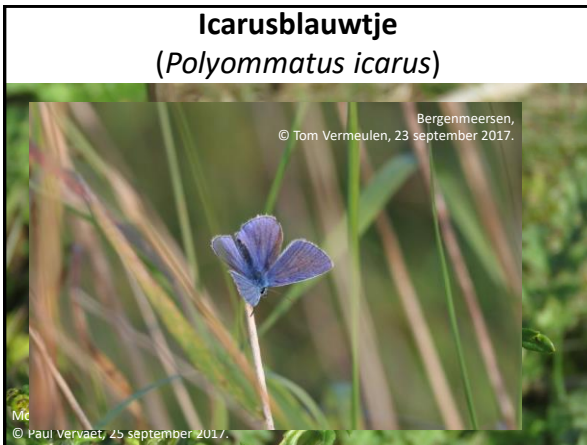 Icarusblauwtje
(Polyommatus icarus)
Bergenmeersen,
© Tom Vermeulen, 23 september 2017.
© Paul Vervaet, 25 september 2017.